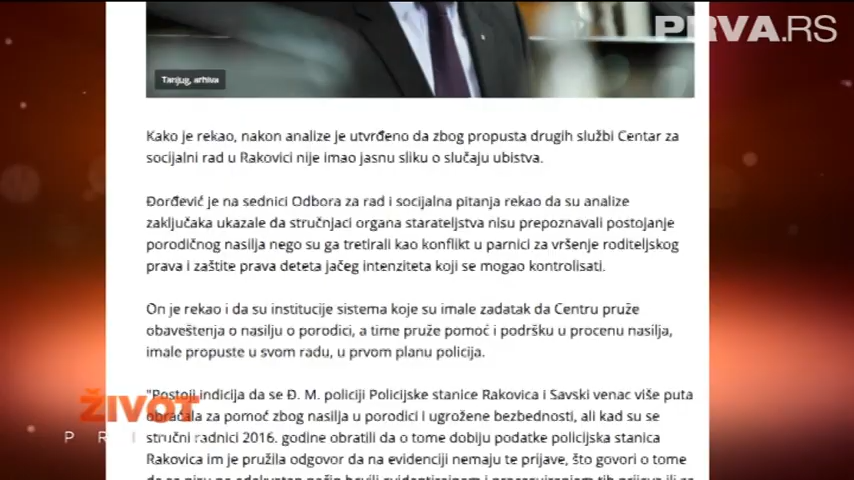 PRVA.RS
Tanjug, arhiva
Kako je rekao, nakon analize je utvrđeno da zbog propusta drugih službi Centar za
socijalni rad u Rakovici nije imao jasnu sliku o slučaju ubistva.
Đorđević je na sednici Odbora za rad i socijalna pitanja rekao da su analize
zaključaka ukazale da stručnjaci organa starateljstva nisu prepoznavali postojanje
porodičnog nasilja nego su ga tretirali kao konflikt u parnici za vršenje roditeljskog
prava i zaštite prava deteta jačeg intenziteta koji se mogao kontrolisati.
On je rekao i da su institucije sistema koje su imale zadatak da Centru pruže
obaveštenja o nasilju o porodici, a time pruže pomoć i podršku u procenu nasilja,
imale propuste u svom radu, u prvom planu policija.
"Postoji indicija da se Đ. M. policiji Policijske stanice Rakovica i Savski venac više puta
obraćala za pomoć zbog nasilja u porodici i ugrožene bezbednosti, ali kad su se
stručni radnici 2016. godine obratili da o tome dobiju podatke policijska stanica
Rakovica im je pružila odgovor da na evidenciji nemaju te prijave, što govori o tome
ŽIVOT
P R I